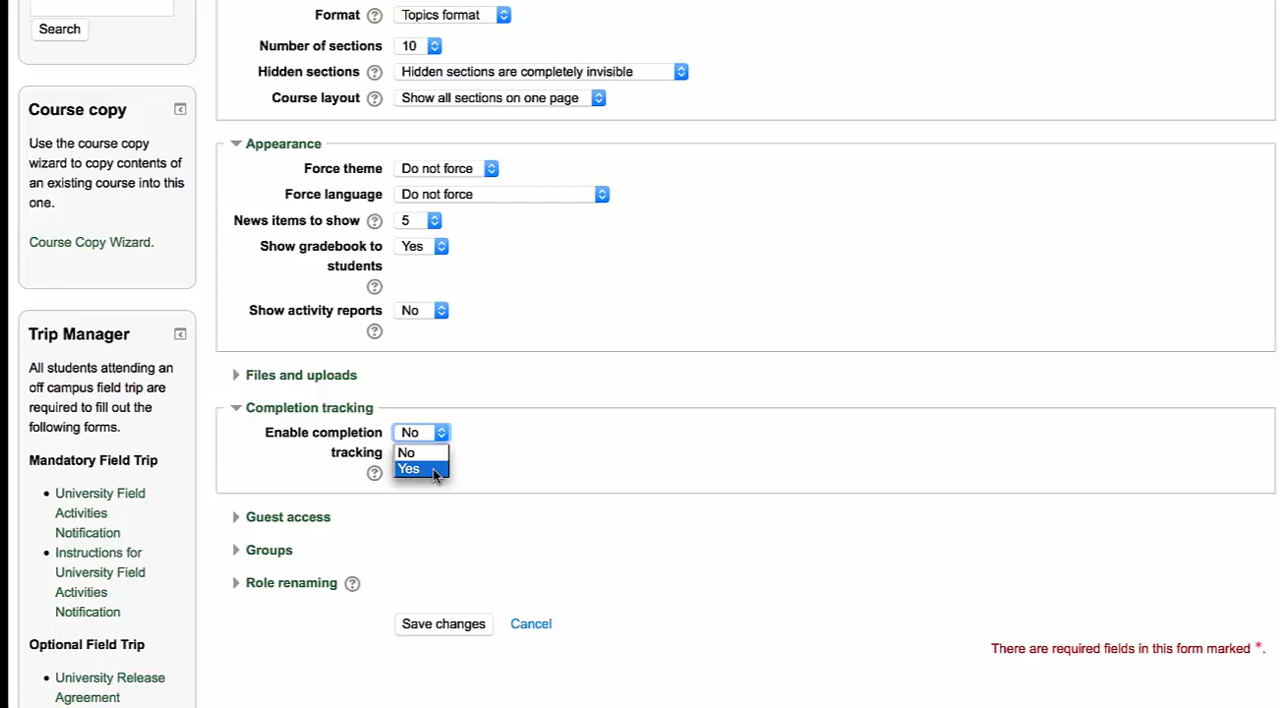 Search
Course copy
Use the course copy
wizard to copy contents of
an existing course into this
one.
Course Copy Wizard.
Trip Manager
All students attending an
off campus field trip are
required to fill out the
following forms.
Mandatory Field Trip
University Field
Activities
Notification
Instructions for
University Field
Activities
Notification
Optional Field Trip
University Release
Agreement
Format ? Topics format
Number of sections 10
Hidden sections ? Hidden sections are completely invisible
Course layout ? Show all sections on one page
Appearance
Force theme Do not force
Force language Do not force
News items to show ? 5
Show gradebook to Yes
students
?
Show activity reports No
?
Files and uploads
Completion tracking
Enable completion No
tracking No
? Yes
Guest access
Groups
Role renaming ?
Save changes Cancel
There are required fields in this form marked *.